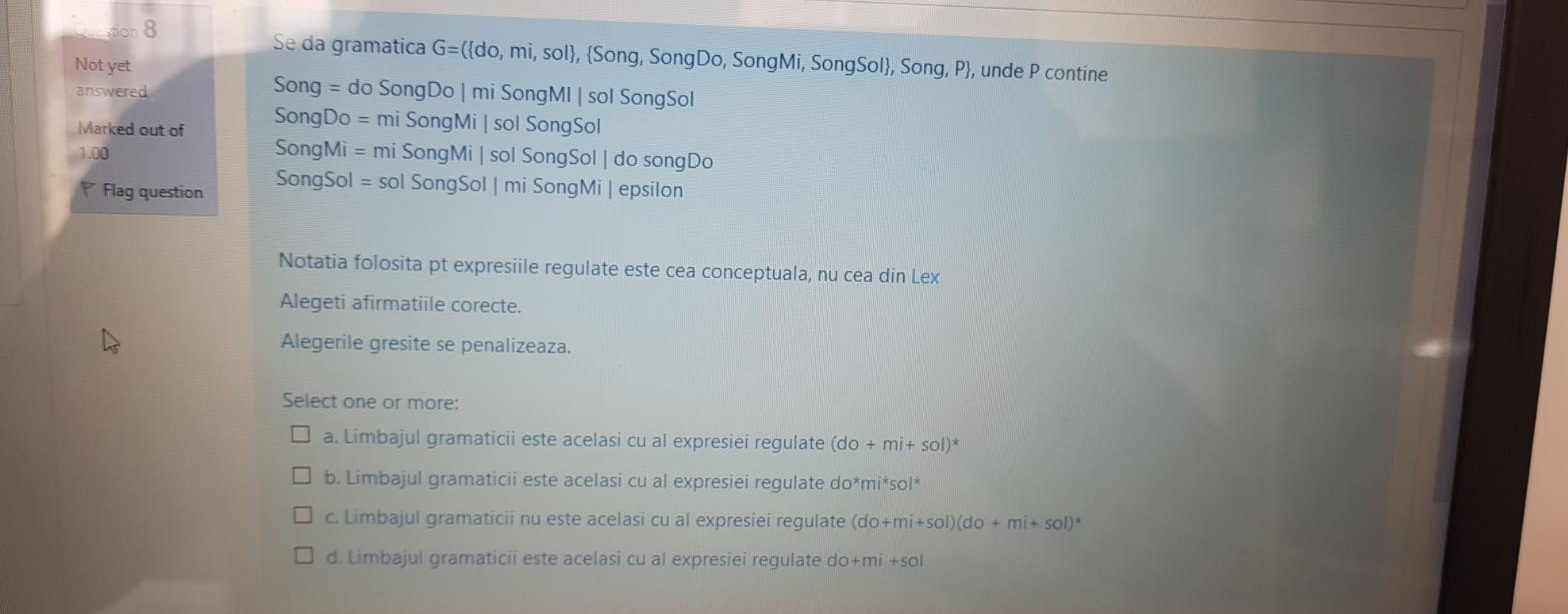 Question 8
Not yet
answered
Marked out of
1.00
Flag question
Se da gramatica G=({do, mi, sol}, {Song, SongDo, SongMi, SongSol}, Song, P}, unde P contine
Song = do SongDo | mi SongMI | sol SongSol
SongDo = mi SongMi | sol SongSol
SongMi = mi SongMi | sol SongSol | do songDo
SongSol = sol SongSol | mi SongMi | epsilon
Notatia folosita pt expresiile regulate este cea conceptuala, nu cea din Lex
Alegeti afirmatiile corecte.
Alegerile gresite se penalizeaza.
Select one or more:
a. Limbajul gramaticii este acelasi cu al expresiei regulate (do + mi+ sol)*
b. Limbajul gramaticii este acelasi cu al expresiei regulate do*mi*sol*
c. Limbajul gramaticii nu este acelasi cu al expresiei regulate (do+mi+sol)(do + mi+ sol)*
d. Limbajul gramaticii este acelasi cu al expresiei regulate do+mi +sol